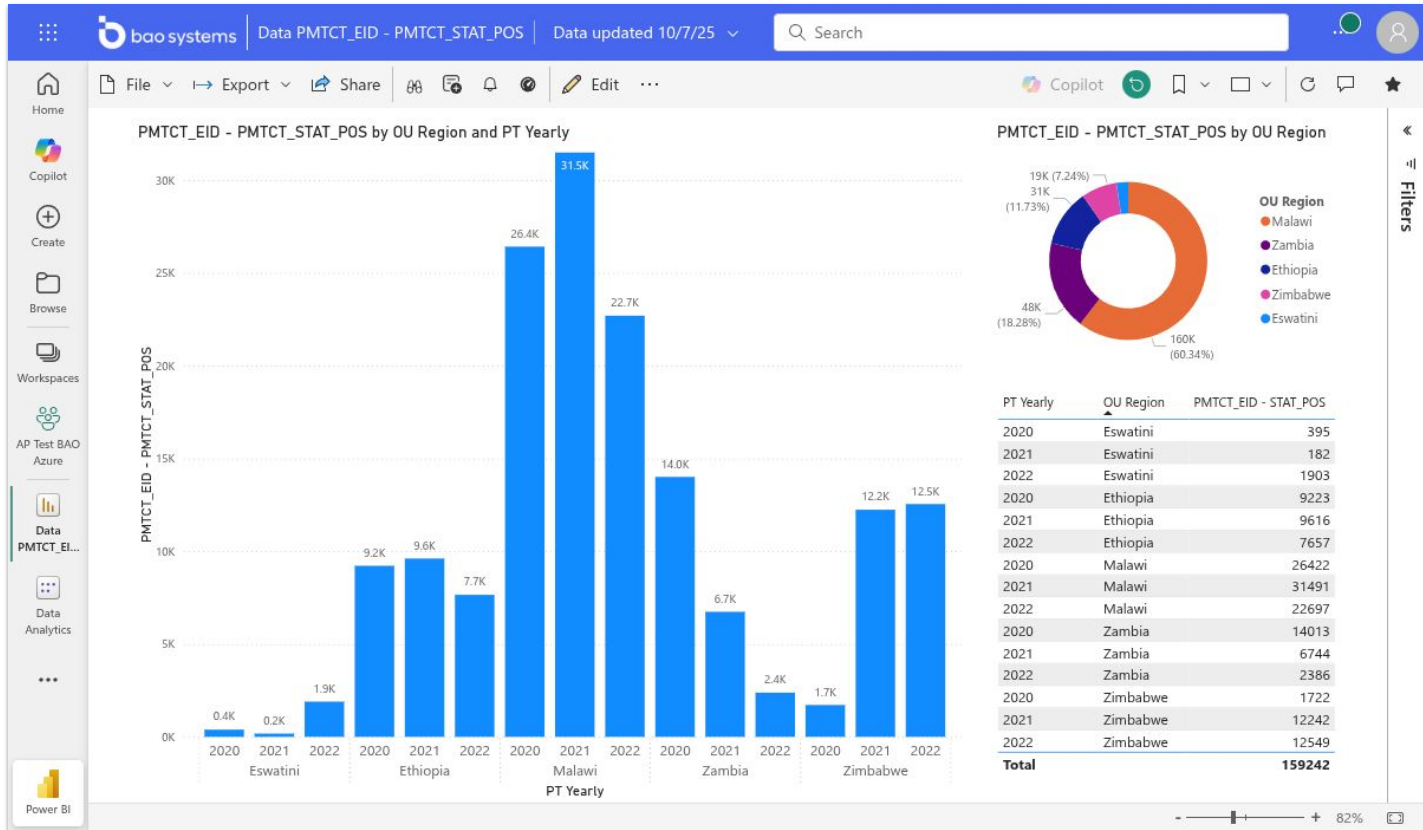 bao systems
Data PMTCT_EID - PMTCT_STAT_POS
Data updated 10/7/25
Search
File
Export
Share
Edit
Copilot
Home
Copilot
Create
Browse
Workspaces
AP Test BAO
Azure
Data
PMTCT_EI...
Data
Analytics
Power BI
PMTCT_EID - PMTCT_STAT_POS by OU Region and PT Yearly
PMTCT_EID - PMTCT_STAT_POS
30K
25K
20K
15K
10K
5K
0K
0.4K
0.2K
1.9K
9.2K
9.6K
7.7K
26.4K
31.5K
22.7K
14.0K
6.7K
2.4K
1.7K
12.2K
12.5K
2020 2021 2022 2020 2021 2022 2020 2021 2022 2020 2021 2022 2020 2021 2022
Eswatini Ethiopia Malawi Zambia Zimbabwe
PT Yearly
PMTCT_EID - PMTCT_STAT_POS by OU Region
19K (7.24%)
31K
(11.73%)
48K
(18.28%)
160K
(60.34%)
OU Region
Malawi
Zambia
Ethiopia
Zimbabwe
Eswatini
PT Yearly OU Region PMTCT_EID - STAT_POS
2020 Eswatini 395
2021 Eswatini 182
2022 Eswatini 1903
2020 Ethiopia 9223
2021 Ethiopia 9616
2022 Ethiopia 7657
2020 Malawi 26422
2021 Malawi 31491
2022 Malawi 22697
2020 Zambia 14013
2021 Zambia 6744
2022 Zambia 2386
2020 Zimbabwe 1722
2021 Zimbabwe 12242
2022 Zimbabwe 12549
Total 159242
Filters
- + 82%